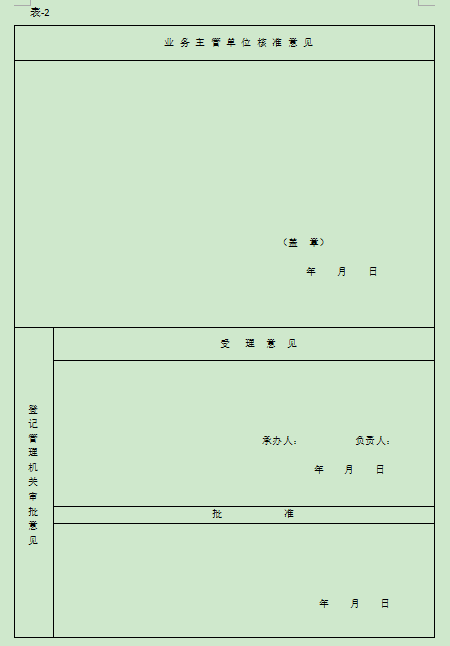 表-2
业务主管单位核准意见
（盖 章）
年 月 日
登记管理机关审批意见
受 理 意 见
承办人： 负责人：
年 月 日
批 准
年 月 日